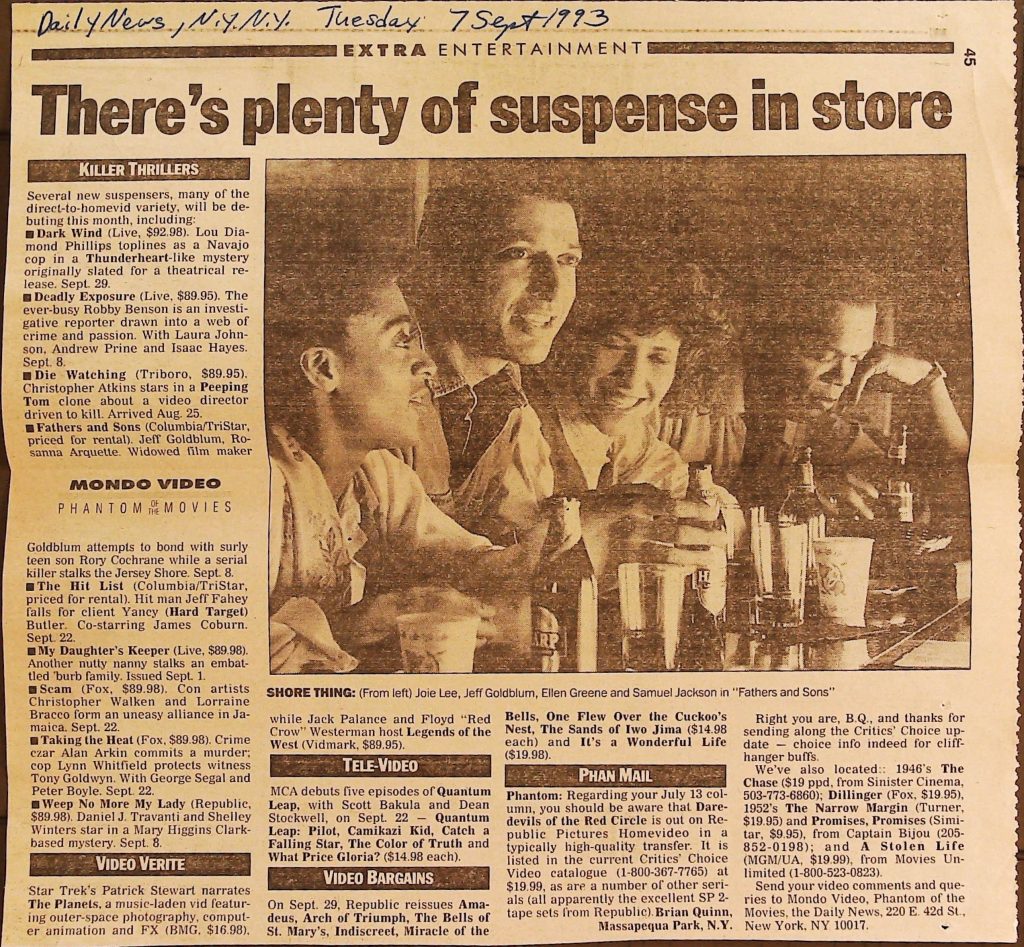 Daily News, N.Y. N.Y. Tuesday 7 Sept 1993
EXTRA ENTERTAINMENT
45
There's plenty of suspense in store
KILLER THRILLERS
Several new suspensers, many of the
direct-to-homevid variety, will be de-
buting this month, including:
■ Dark Wind (Live, $92.98). Lou Dia-
mond Phillips toplines as a Navajo
cop in a Thunderheart-like mystery
originally slated for a theatrical re-
lease. Sept. 29.
■ Deadly Exposure (Live, $89.95). The
ever-busy Robby Benson is an investi-
gative reporter drawn into a web of
crime and passion. With Laura John-
son, Andrew Prine and Isaac Hayes.
Sept. 8.
■ Die Watching (Triboro, $89.95).
Christopher Atkins stars in a Peeping
Tom clone about a video director
driven to kill. Arrived Aug. 25.
■ Fathers and Sons (Columbia/TriStar,
priced for rental). Jeff Goldblum, Ro-
sanna Arquette. Widowed film maker
MONDO VIDEO
PHANTOM OF THE MOVIES
Goldblum attempts to bond with surly
teen son Rory Cochrane while a serial
killer stalks the Jersey Shore. Sept. 8.
■ The Hit List (Columbia/TriStar,
priced for rental). Hit man Jeff Fahey
falls for client Yancy (Hard Target)
Butler. Co-starring James Coburn.
Sept. 22.
■ My Daughter's Keeper (Live, $89.98).
Another nutty nanny stalks an embat-
tled 'burb family. Issued Sept. 1.
■ Scam (Fox, $89.98). Con artists
Christopher Walken and Lorraine
Bracco form an uneasy alliance in Ja-
maica. Sept. 22.
■ Taking the Heat (Fox, $89.98). Crime
czar Alan Arkin commits a murder;
cop Lynn Whitfield protects witness
Tony Goldwyn. With George Segal and
Peter Boyle. Sept. 22.
■ Weep No More My Lady (Republic,
$89.98). Daniel J. Travanti and Shelley
Winters star in a Mary Higgins Clark-
based mystery. Sept. 8.
VIDEO VERITE
Star Trek's Patrick Stewart narrates
The Planets, a music-laden vid featur-
ing outer-space photography, comput-
er animation and FX (BMG, $16.98),
SHORE THING: (From left) Joie Lee, Jeff Goldblum, Ellen Greene and Samuel Jackson in "Fathers and Sons"
while Jack Palance and Floyd "Red
Crow" Westerman host Legends of the
West (Vidmark, $89.95).
TELE-VIDEO
MCA debuts five episodes of Quantum
Leap, with Scott Bakula and Dean
Stockwell, on Sept. 22 — Quantum
Leap: Pilot, Camikazi Kid, Catch a
Falling Star, The Color of Truth and
What Price Gloria? ($14.98 each).
VIDEO BARGAINS
On Sept. 29, Republic reissues Ama-
deus, Arch of Triumph, The Bells of
St. Mary's, Indiscreet, Miracle of the
Bells, One Flew Over the Cuckoo's
Nest, The Sands of Iwo Jima ($14.98
each) and It's a Wonderful Life
($19.98).
PHAN MAIL
Phantom: Regarding your July 13 col-
umn, you should be aware that Dare-
devils of the Red Circle is out on Re-
public Pictures Homevideo in a
typically high-quality transfer. It is
listed in the current Critics' Choice
Video catalogue (1-800-367-7765) at
$19.99, as are a number of other seri-
als (all apparently the excellent SP 2-
tape sets from Republic). Brian Quinn,
Massapequa Park, N.Y.
Right you are, B.Q., and thanks for
sending along the Critics' Choice up-
date — choice info indeed for cliff-
hanger buffs.
We've also located:: 1946's The
Chase ($19 ppd, from Sinister Cinema,
503-773-6860); Dillinger (Fox, $19.95),
1952's The Narrow Margin (Turner,
$19.95) and Promises, Promises (Simi-
tar, $9.95), from Captain Bijou (205-
852-0198); and A Stolen Life
(MGM/UA, $19.99), from Movies Un-
limited (1-800-523-0823).
Send your video comments and que-
ries to Mondo Video, Phantom of the
Movies, the Daily News, 220 E. 42d St.,
New York, NY 10017.